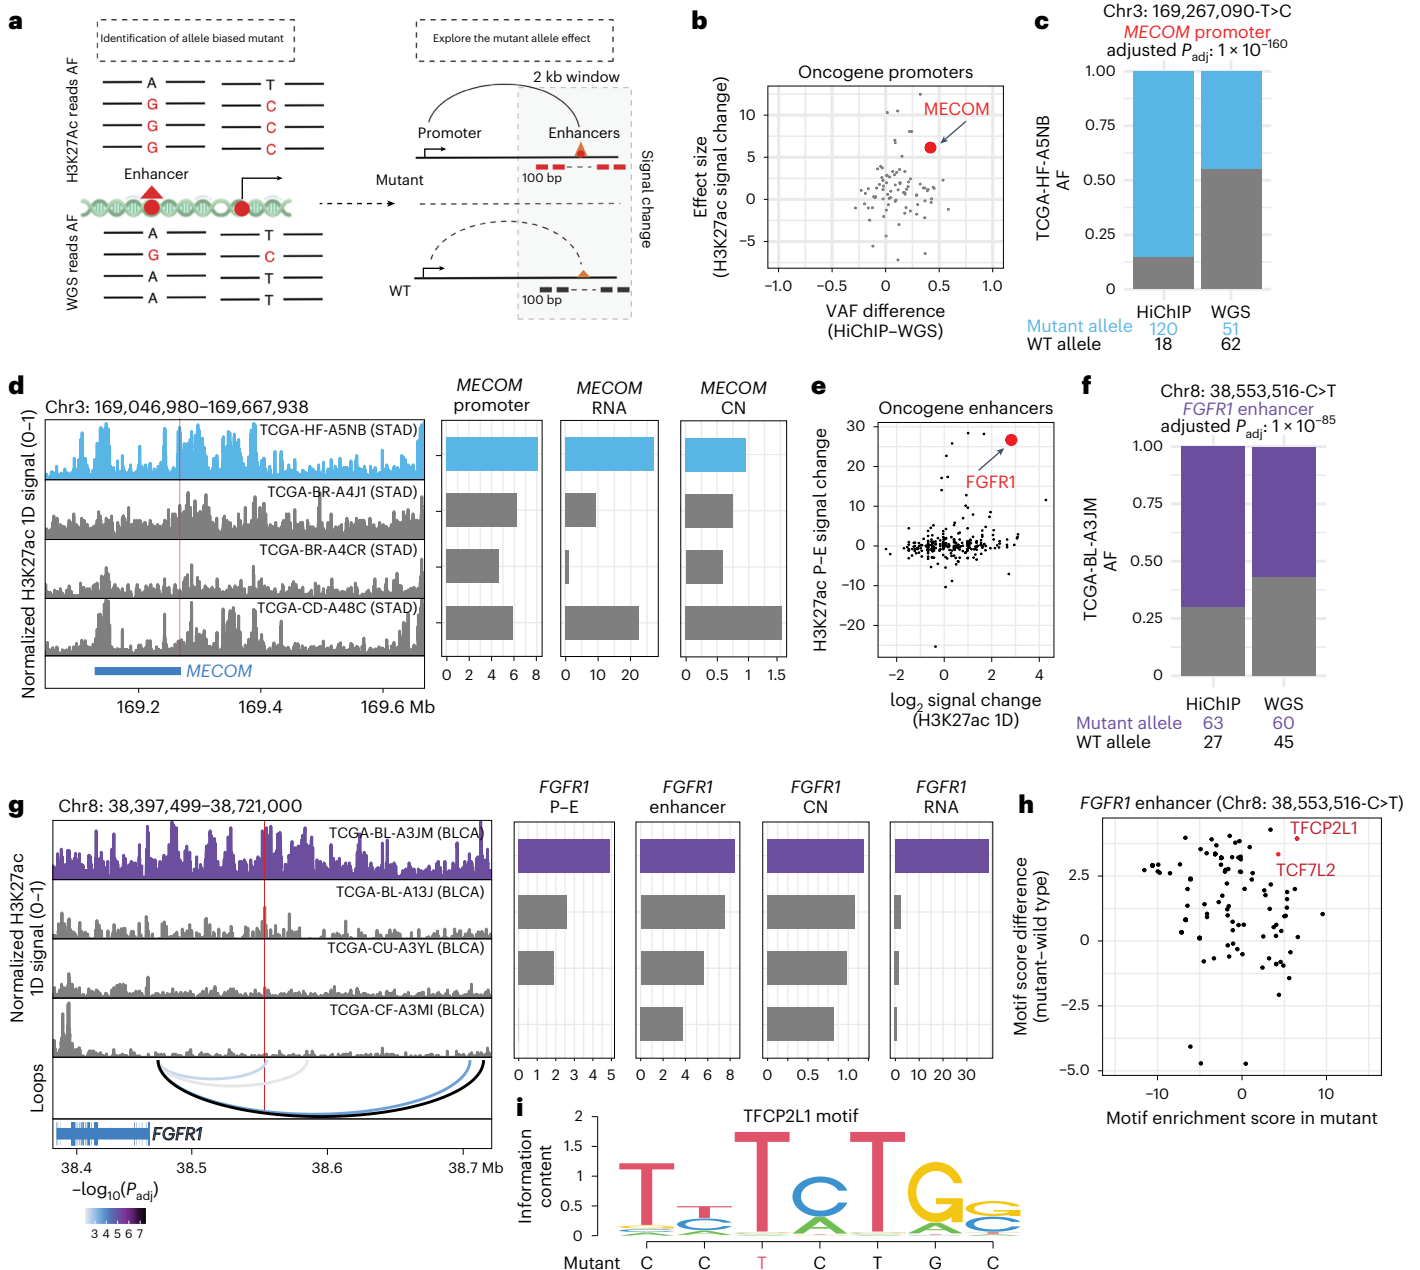 a
Identification of allele biased mutant
Explore the mutant allele effect
H3K27Ac reads AF
A
T
G
C
G
C
G
C
Enhancer
WGS reads AF
A
T
G
C
A
T
A
T
2 kb window
Promoter
Enhancers
100 bp
Mutant
Signal change
WT
100 bp
b
Oncogene promoters
MECOM
Effect size
(H3K27ac signal change)
10
5
0
−5
−1.0
−0.5
0
0.5
1.0
VAF difference
(HiChIP–WGS)
c
Chr3: 169,267,090-T>C
MECOM promoter
adjusted Padj: 1 × 10−160
TCGA-HF-A5NB
AF
1.00
0.75
0.50
0.25
0
HiChIP WGS
Mutant allele 120 51
WT allele 18 62
d
Chr3: 169,046,980–169,667,938
Normalized H3K27ac 1D signal (0–1)
TCGA-HF-A5NB (STAD)
TCGA-BR-A4J1 (STAD)
TCGA-BR-A4CR (STAD)
TCGA-CD-A48C (STAD)
MECOM
169.2 169.4 169.6 Mb
MECOM
promoter
0 2 4 6 8
MECOM
RNA
0 10 20
MECOM
CN
0 0.5 1.0 1.5
e
Oncogene enhancers
FGFR1
H3K27ac P–E signal change
30
20
10
0
−10
−20
−2 0 2 4
log2 signal change
(H3K27ac 1D)
f
Chr8: 38,553,516-C>T
FGFR1 enhancer
adjusted Padj: 1 × 10−85
TCGA-BL-A3JM
AF
1.00
0.75
0.50
0.25
0
HiChIP WGS
Mutant allele 63 60
WT allele 27 45
g
Chr8: 38,397,499–38,721,000
Normalized H3K27ac
1D signal (0–1)
TCGA-BL-A3JM (BLCA)
TCGA-BL-A13J (BLCA)
TCGA-CU-A3YL (BLCA)
TCGA-CF-A3MI (BLCA)
Loops
FGFR1
38.4 38.5 38.6 38.7 Mb
−log10(Padj)
3 4 5 6 7
FGFR1
P–E
0 1 2 3 4 5
FGFR1
enhancer
0 2 4 6 8
FGFR1
CN
0 0.5 1.0
FGFR1
RNA
0 10 20 30
h
FGFR1 enhancer (Chr8: 38,553,516-C>T)
TFCP2L1
TCF7L2
Motif score difference
(mutant–wild type)
2.5
0
−2.5
−5.0
−10 0 10
Motif enrichment score in mutant
i
TFCP2L1 motif
Information
content
2
1.5
1
0.5
0
Mutant C C T C T G C